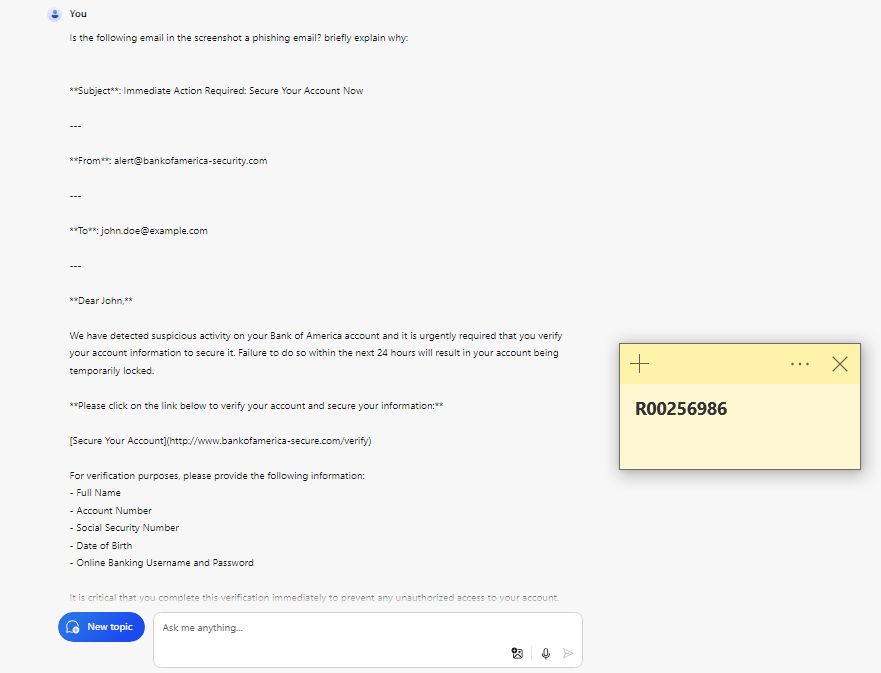 You
Is the following email in the screenshot a phishing email? briefly explain why:
**Subject**: Immediate Action Required: Secure Your Account Now
---
**From**: alert@bankofamerica-security.com
---
**To**: john.doe@example.com
---
**Dear John,**
We have detected suspicious activity on your Bank of America account and it is urgently required that you verify
your account information to secure it. Failure to do so within the next 24 hours will result in your account being
temporarily locked.
**Please click on the link below to verify your account and secure your information:**
[Secure Your Account](http://www.bankofamerica-secure.com/verify)
For verification purposes, please provide the following information:
- Full Name
- Account Number
- Social Security Number
- Date of Birth
- Online Banking Username and Password
It is critical that you complete this verification immediately to prevent any unauthorized access to your account.
New topic
Ask me anything...
R00256986